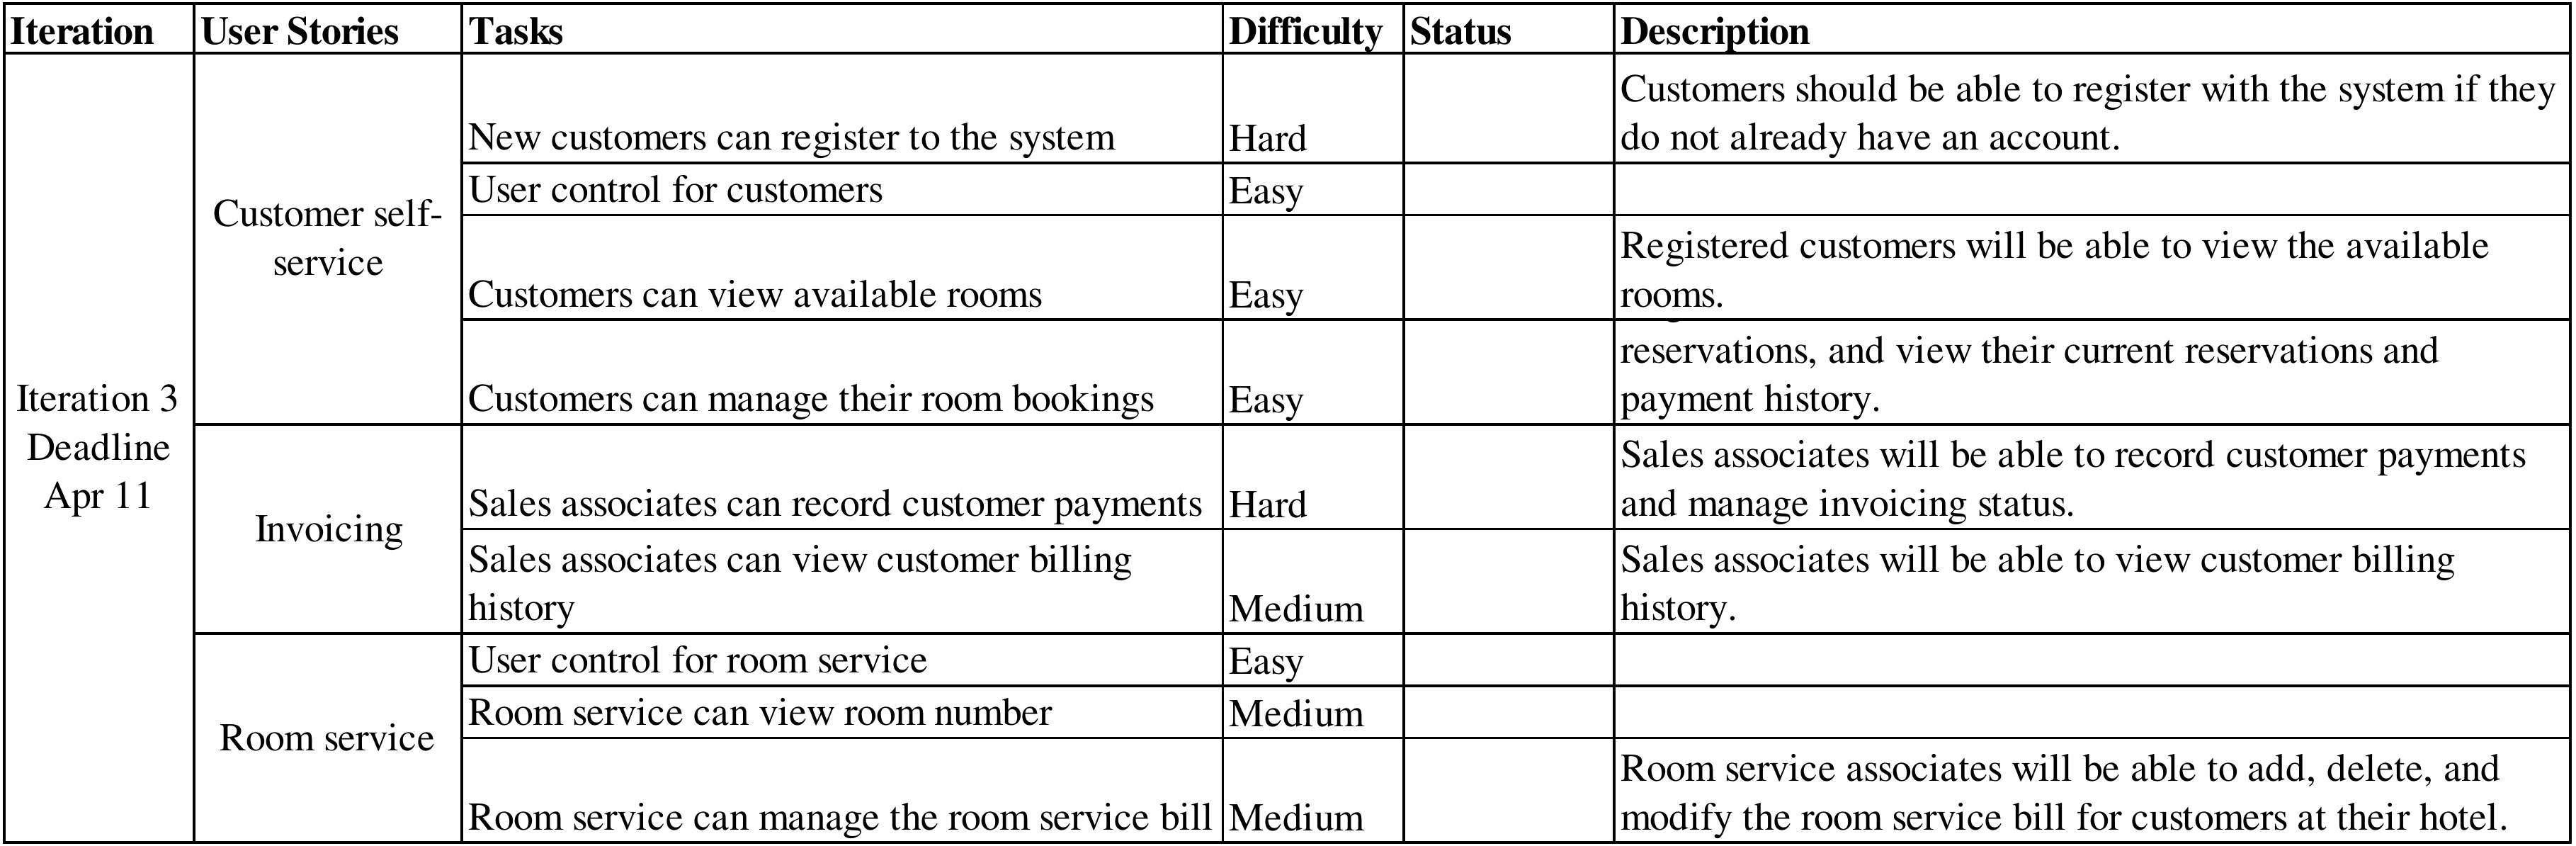 Iteration User Stories Tasks Difficulty Status Description
Customers should be able to register with the system if they
New customers can register to the system Hard do not already have an account.
User control for customers Easy
Customer self-
service
Registered customers will be able to view the available
Customers can view available rooms Easy rooms.
reservations, and view their current reservations and
Customers can manage their room bookings Easy payment history.
Iteration 3
Deadline
Apr 11
Sales associates will be able to record customer payments
Sales associates can record customer payments Hard and manage invoicing status.
Invoicing
Sales associates can view customer billing Sales associates will be able to view customer billing
history Medium history.
User control for room service Easy
Room service can view room number Medium
Room service
Room service associates will be able to add, delete, and
Room service can manage the room service bill Medium modify the room service bill for customers at their hotel.